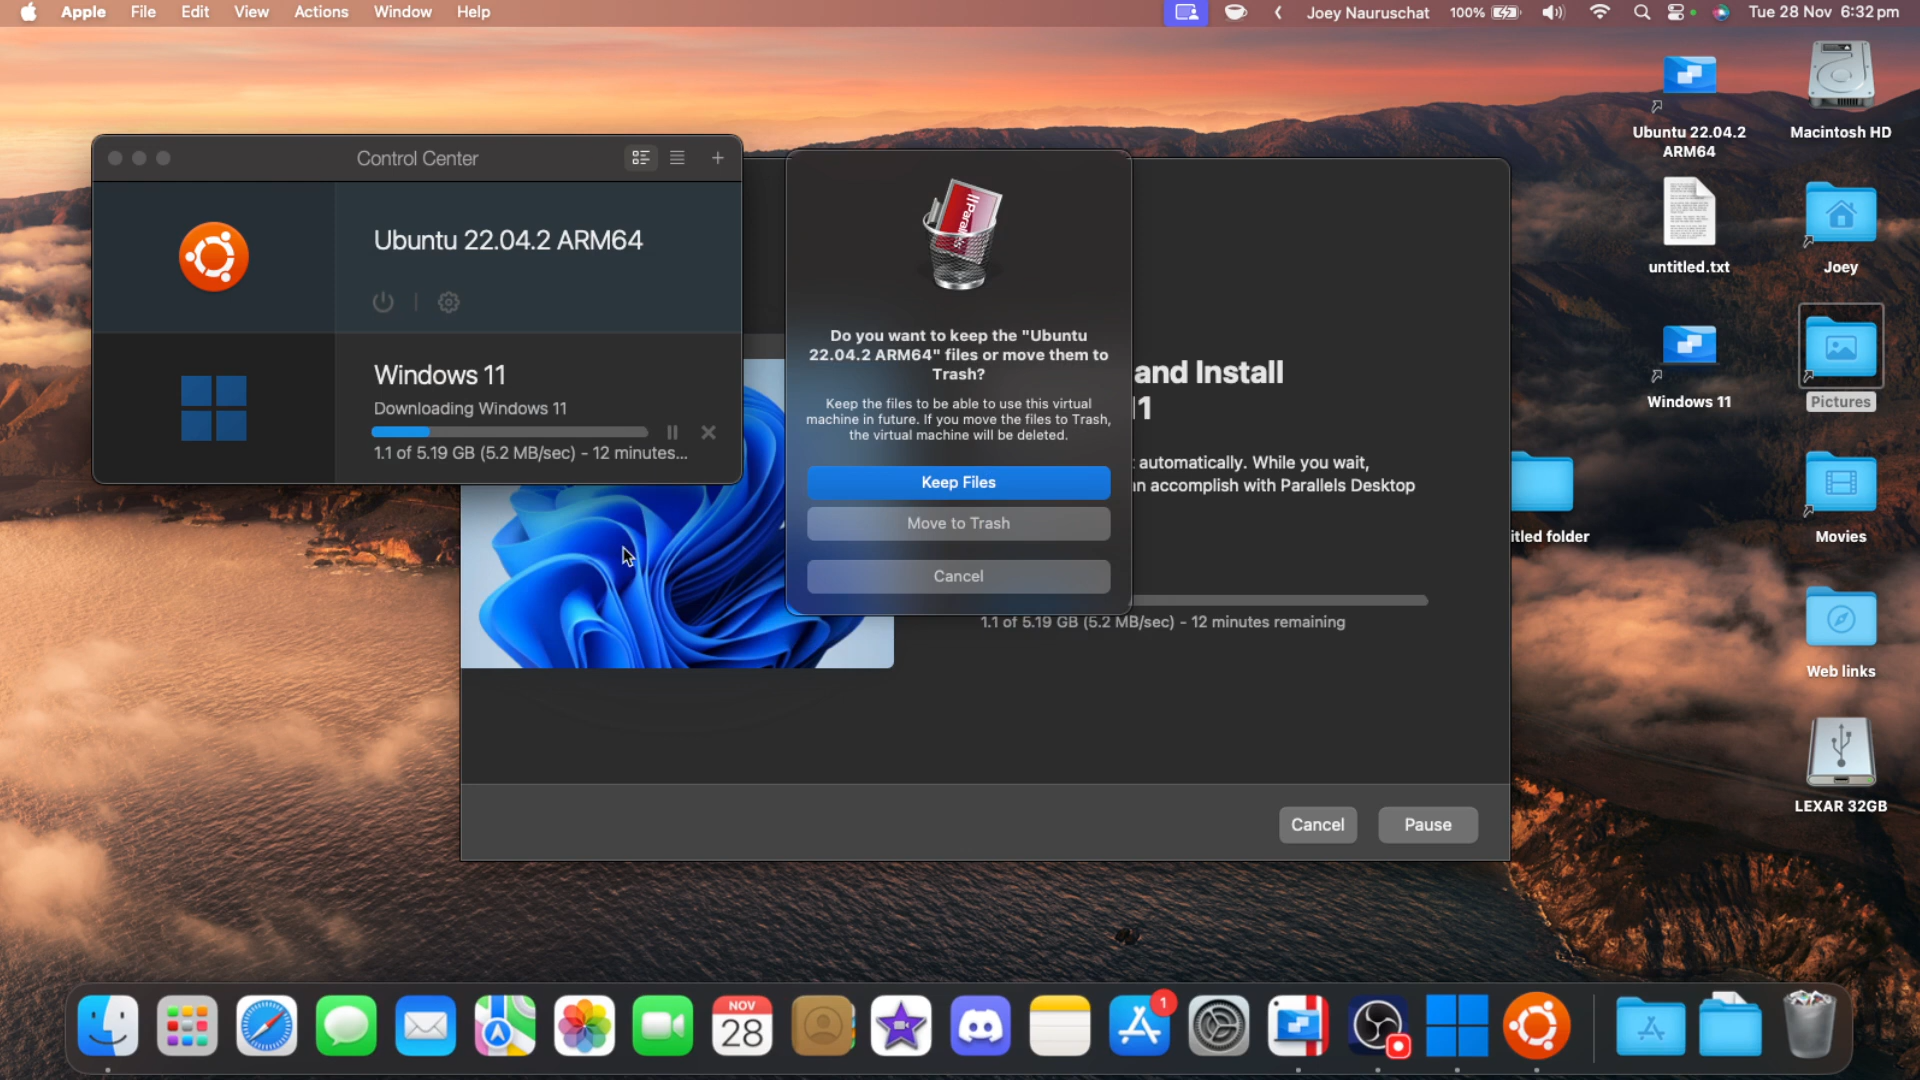 Apple File Edit View Actions Window Help
Joey Nauruschat 100% Tue 28 Nov 6:32 pm
Control Center
Ubuntu 22.04.2 ARM64
Windows 11
Downloading Windows 11
1.1 of 5.19 GB (5.2 MB/sec) - 12 minutes...
Parallels
Do you want to keep the "Ubuntu
22.04.2 ARM64" files or move them to
Trash?
Keep the files to be able to use this virtual
machine in future. If you move the files to Trash,
the virtual machine will be deleted.
Keep Files
Move to Trash
Cancel
and Install
11
automatically. While you wait,
n accomplish with Parallels Desktop
1.1 of 5.19 GB (5.2 MB/sec) - 12 minutes remaining
Cancel
Pause
Ubuntu 22.04.2
ARM64
Macintosh HD
untitled.txt
Joey
Windows 11
Pictures
itled folder
Movies
Web links
LEXAR 32GB
NOV
28
1